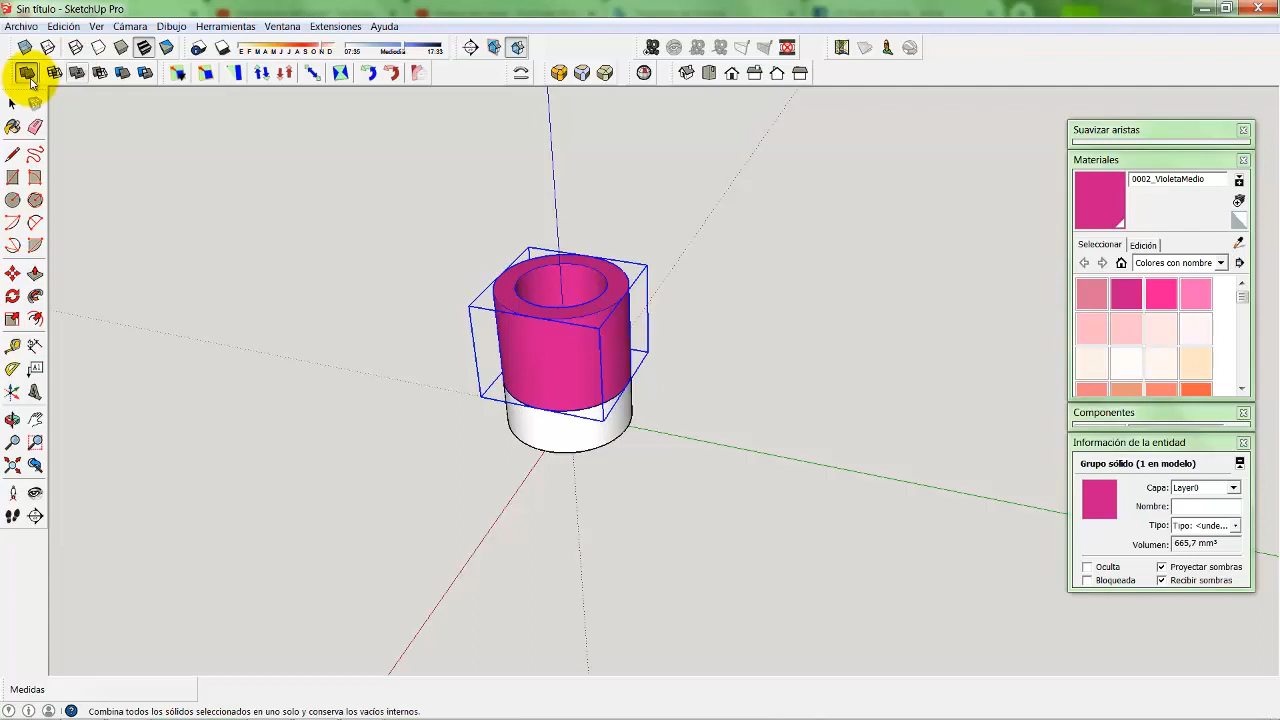 Sin título - SketchUp Pro
Archivo Edición Ver Cámara Dibujo Herramientas Ventana Extensiones Ayuda
E F M A M J J A S O N D 07:35 Mediodía 17:33
Suavizar aristas
Materiales
0002_VioletaMedio
Seleccionar Edición
Colores con nombre
Componentes
Información de la entidad
Grupo sólido (1 en modelo)
Capa: Layer0
Nombre:
Tipo: Tipo: <unde...
Volumen: 665,7 mm³
Oculta Proyectar sombras
Bloqueada Recibir sombras
Medidas
Combina todos los sólidos seleccionados en uno solo y conserva los vacíos internos.